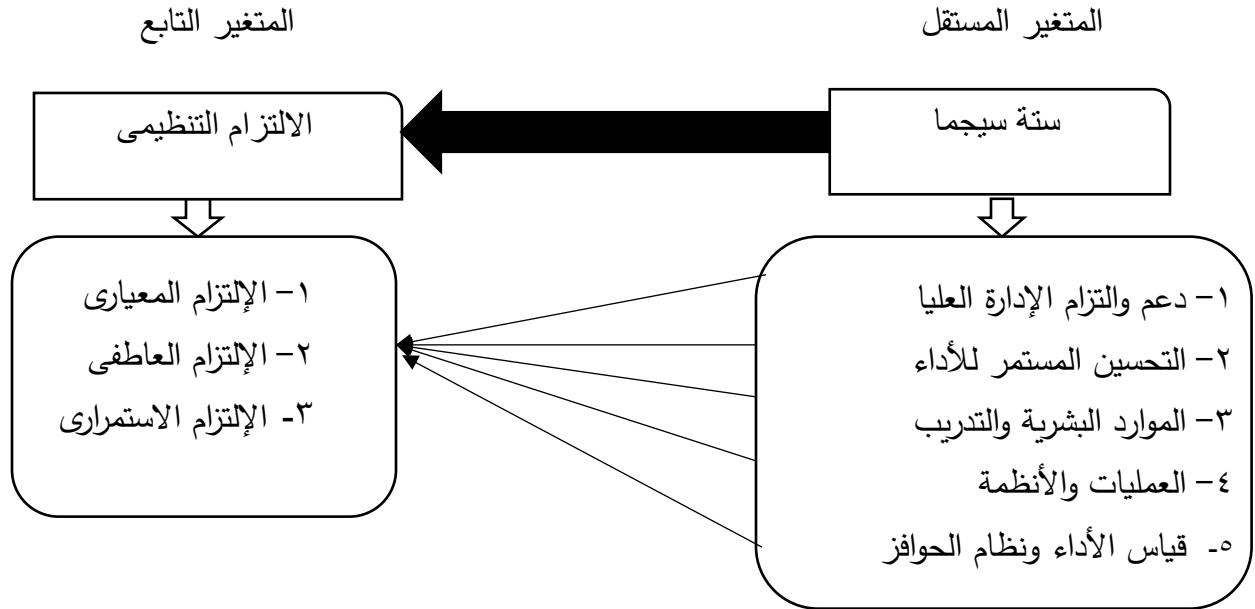 المتغير المستقل
المتغير التابع
ستة سيجما
الالتزام التنظيمى
١- دعم والتزام الإدارة العليا
٢- التحسين المستمر للأداء
٣- الموارد البشرية والتدريب
٤- العمليات والأنظمة
٥- قياس الأداء ونظام الحوافز
١- الإلتزام المعيارى
٢- الإلتزام العاطفى
٣- الإلتزام الاستمرارى